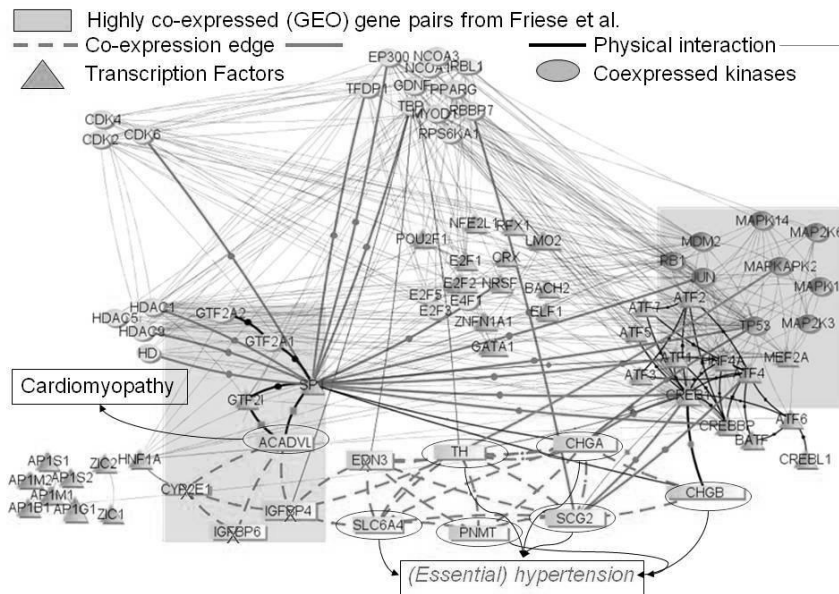 Highly co-expressed (GEO) gene pairs from Friese et al.
Co-expression edge
Physical interaction
Transcription Factors
Coexpressed kinases
EP300
NCOA3
NCOA1
RBL1
TFDP1
GDNF
PPARG
TBP
MYOD1
RBBP7
RPS6KA1
CDK4
CDK2
CDK6
NFE2L1
RFX1
POU2F1
LMO2
E2F1
CRX
E2F2
NRSF
BACH2
E2F5
E4F1
E2F3
ELF1
ZNFN1A1
GATA1
MAPK14
MAP2K6
MDM2
RB1
MAPKAPK2
JUN
MAPK1
ATF2
ATF7
TP53
MAP2K3
ATF5
ATF1
HNF4A
MEF2A
ATF3
ATF4
CREB1
CREBBP
ATF6
BATF
CREBL1
HDAC1
HDAC5
GTF2A2
HDAC9
GTF2A1
HD
SP1
GTF2I
Cardiomyopathy
ACADVL
AP1S1
ZIC2
HNF1A
AP1M2
AP1S2
AP1M1
AP1B1
AP1G1
ZIC1
CYP2E1
IGFBP4
IGFBP6
EDN3
TH
CHGA
CHGB
SLC6A4
PNMT
SCG2
(Essential) hypertension